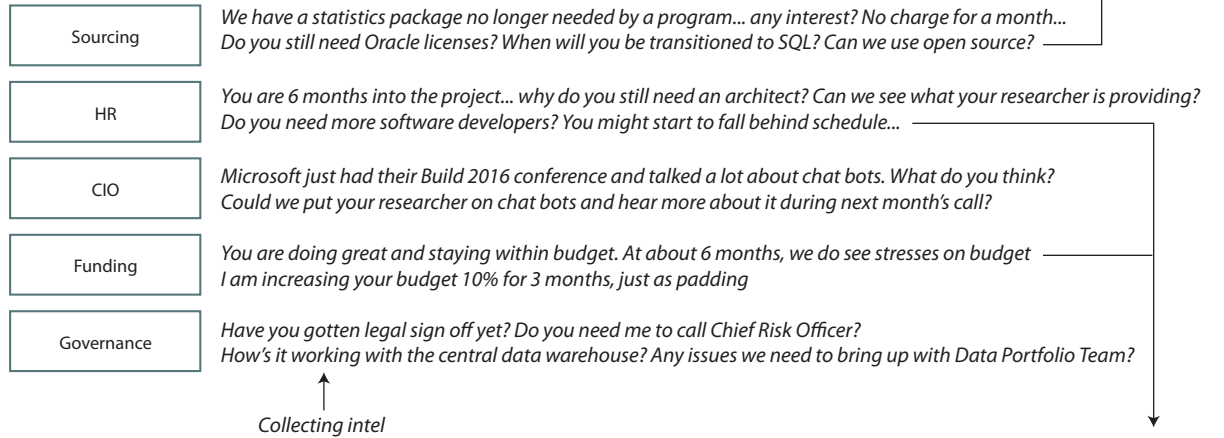 Sourcing
We have a statistics package no longer needed by a program... any interest? No charge for a month...
Do you still need Oracle licenses? When will you be transitioned to SQL? Can we use open source?
HR
You are 6 months into the project... why do you still need an architect? Can we see what your researcher is providing?
Do you need more software developers? You might start to fall behind schedule...
CIO
Microsoft just had their Build 2016 conference and talked a lot about chat bots. What do you think?
Could we put your researcher on chat bots and hear more about it during next month's call?
Funding
You are doing great and staying within budget. At about 6 months, we do see stresses on budget
I am increasing your budget 10% for 3 months, just as padding
Governance
Have you gotten legal sign off yet? Do you need me to call Chief Risk Officer?
How's it working with the central data warehouse? Any issues we need to bring up with Data Portfolio Team?
Collecting intel